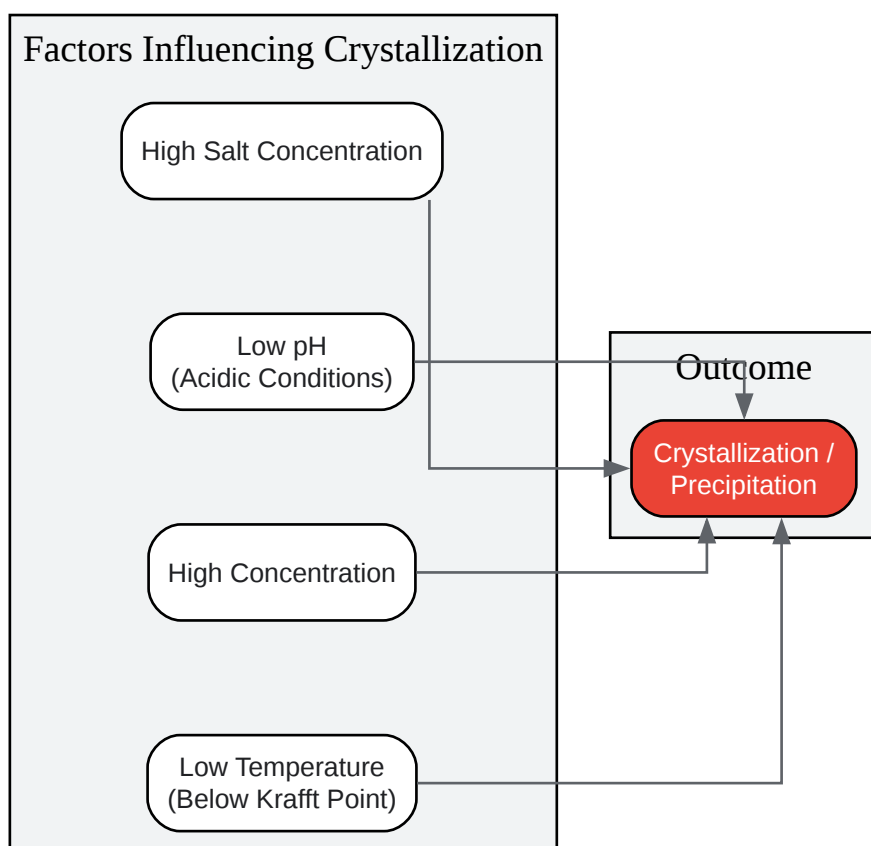 Factors Influencing Crystallization
High Salt Concentration
Low pH
(Acidic Conditions)
High Concentration
Low Temperature
(Below Krafft Point)
Outcome
Crystallization /
Precipitation